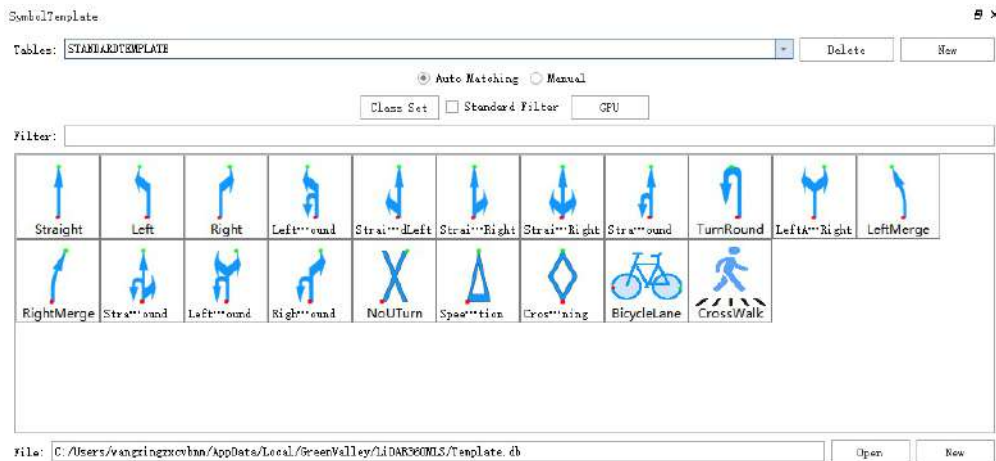 SymbolTemplate
Tables: STANDARDTEMPLATE Delete New
Auto Matching Manual
Class Set Standard Filter GPU
Filter:
Straight Left Right Left···ound Strai···dLeft Strai···Right Strai···Right Stra···ound TurnRound LeftA···Right LeftMerge
RightMerge Stra···ound Left···ound Righ···ound NoUTurn Spee···tion Cros···ning BicycleLane CrossWalk
File: C:/Users/wangxingzxcvbnn/AppData/Local/GreenValley/LiDAR360MLS/Template.db Open New